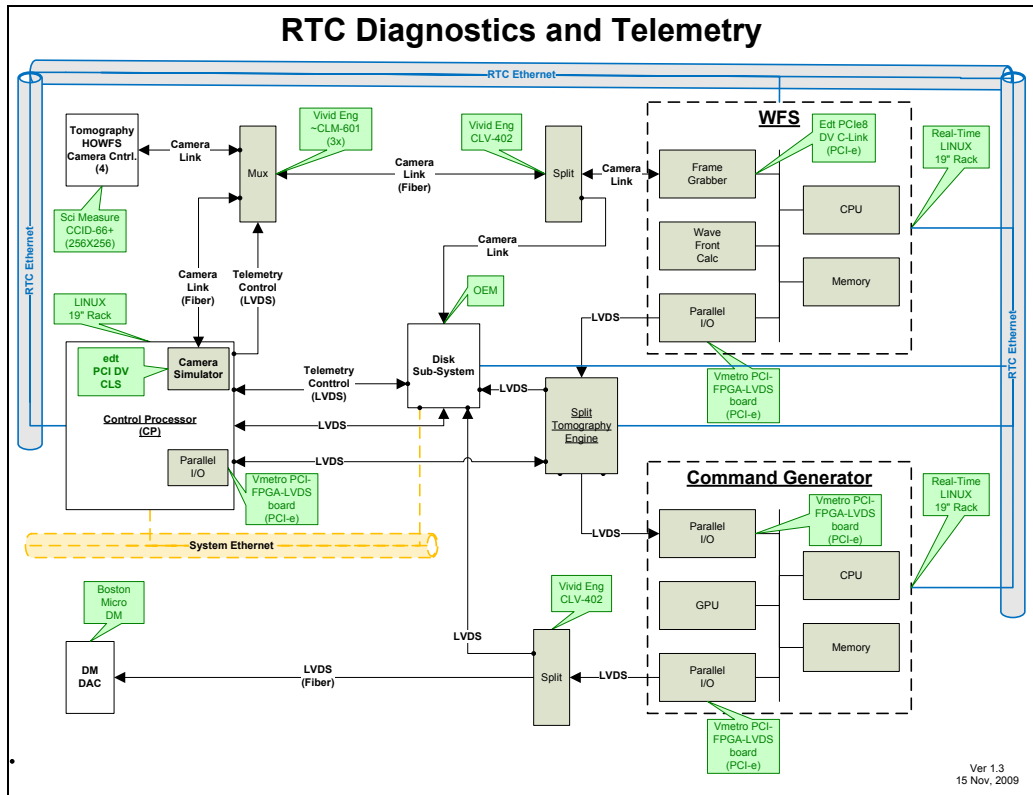 RTC Diagnostics and Telemetry
RTC Ethernet
RTC Ethernet
RTC Ethernet
Tomography
HOWFS
Camera Cntrl.
(4)
Camera
Link
Sci Measure
CCID-66+
(256X256)
Vivid Eng
~CLM-601
(3x)
Mux
Camera
Link
(Fiber)
Vivid Eng
CLV-402
Split
Camera
Link
Camera
Link
WFS
Edt PCIe8
DV C-Link
(PCI-e)
Real-Time
LINUX
19" Rack
Frame
Grabber
CPU
Wave
Front
Calc
Memory
Parallel
I/O
LVDS
Vmetro PCI-
FPGA-LVDS
board
(PCI-e)
Camera
Link
(Fiber)
Telemetry
Control
(LVDS)
LINUX
19" Rack
edt
PCI DV
CLS
Camera
Simulator
Control Processor
(CP)
Parallel
I/O
Vmetro PCI-
FPGA-LVDS
board
(PCI-e)
Telemetry
Conttrol
(LVDS)
LVDS
LVDS
OEM
Disk
Sub-System
LVDS
Split
Tomography
Engine
System Ethernet
LVDS
Command Generator
Vmetro PCI-
FPGA-LVDS
board
(PCI-e)
Real-Time
LINUX
19" Rack
Parallel
I/O
CPU
GPU
Memory
Parallel
I/O
Vmetro PCI-
FPGA-LVDS
board
(PCI-e)
LVDS
Vivid Eng
CLV-402
Split
LVDS
LVDS
(Fiber)
Boston
Micro
DM
DM
DAC
Ver 1.3
15 Nov, 2009